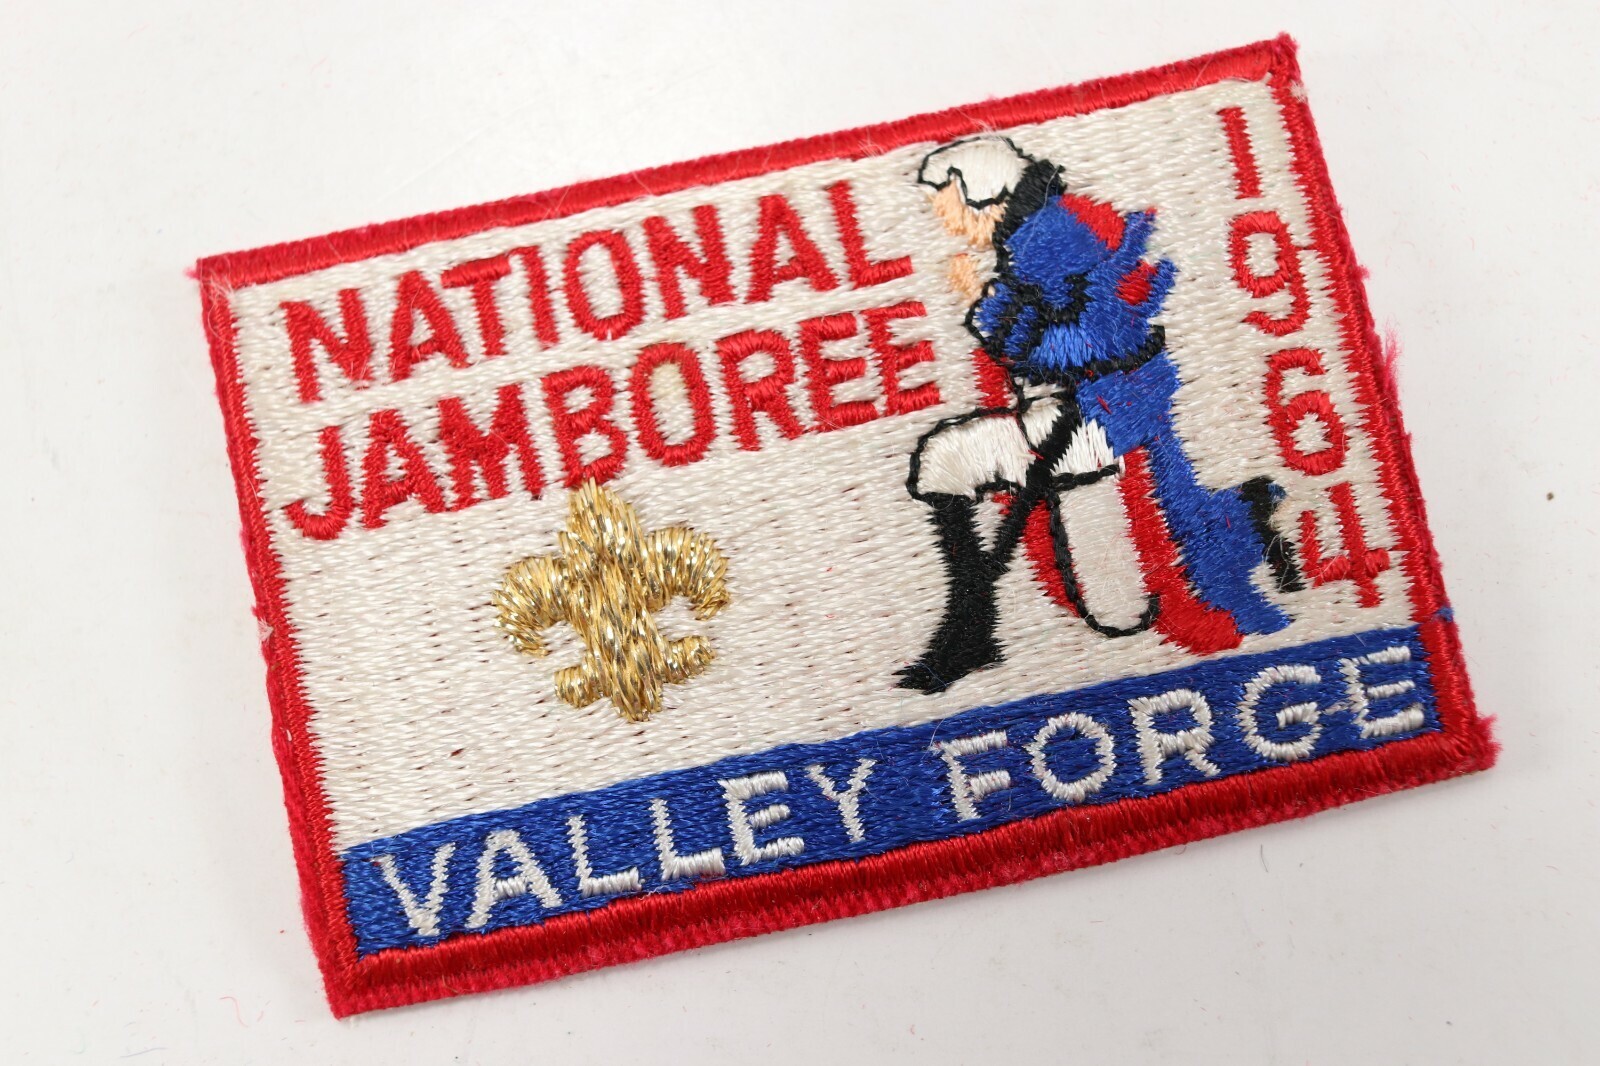 NATIONAL
JAMBOREE
1964
VALLEY FORGE